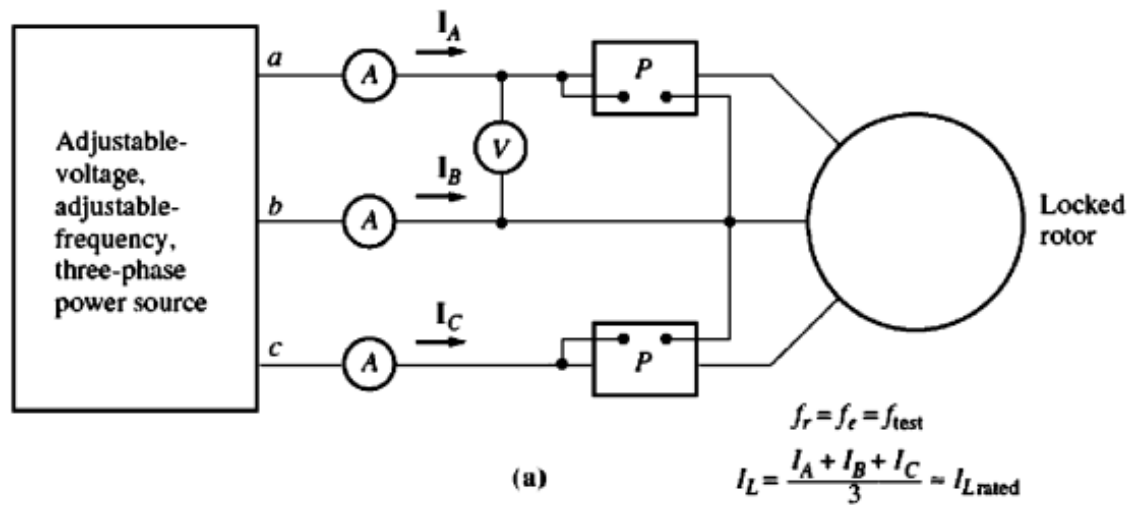 I_A
a
A
P
V
Adjustable-
voltage,
adjustable-
frequency,
three-phase
power source
I_B
b
A
Locked
rotor
I_C
c
A
P
f_r = f_e = f_test
I_L = (I_A + I_B + I_C)/3 ≈ I_L rated
(a)